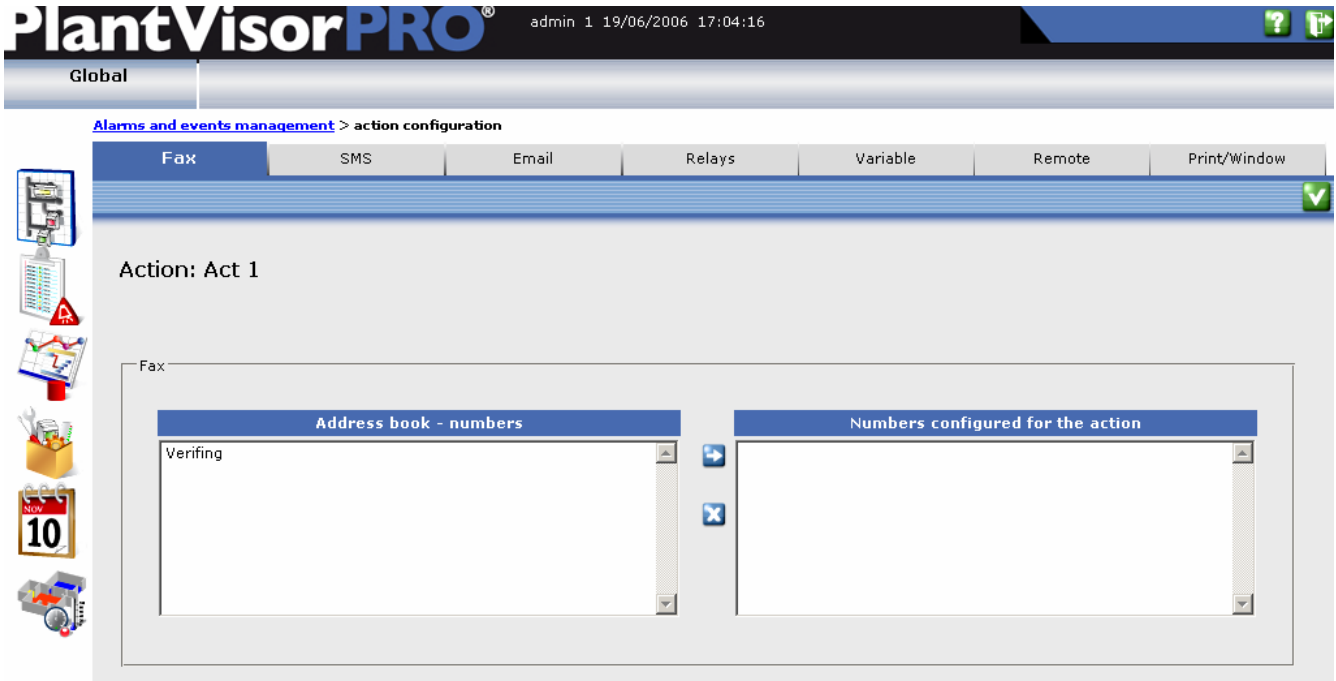 PlantVisorPRO® admin 1 19/06/2006 17:04:16
?
Global
Alarms and events management > action configuration
Fax SMS Email Relays Variable Remote Print/Window
Action: Act 1
Fax
Address book - numbers Numbers configured for the action
Verifing
NOV
10